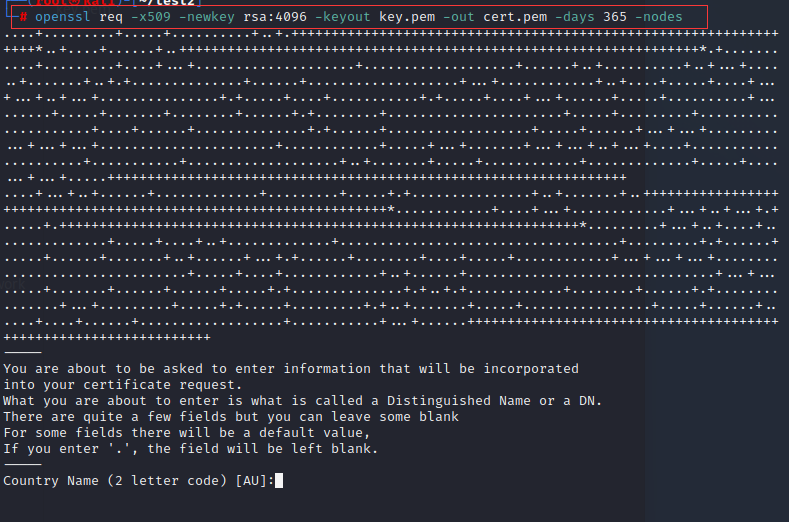 (root㉿kali)-[~/test2]
# openssl req -x509 -newkey rsa:4096 -keyout key.pem -out cert.pem -days 365 -nodes
-----
You are about to be asked to enter information that will be incorporated
into your certificate request.
What you are about to enter is what is called a Distinguished Name or a DN.
There are quite a few fields but you can leave some blank
For some fields there will be a default value,
If you enter '.', the field will be left blank.
-----
Country Name (2 letter code) [AU]: